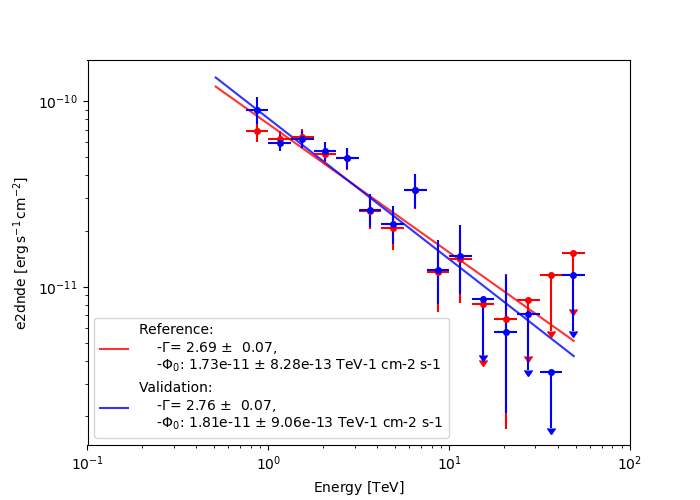 10⁻¹⁰
10⁻¹¹
e2dnde [erg s⁻¹ cm⁻²]
Reference:
-Γ= 2.69 ± 0.07,
-Φ₀: 1.73e-11 ± 8.28e-13 TeV-1 cm-2 s-1
Validation:
-Γ= 2.76 ± 0.07,
-Φ₀: 1.81e-11 ± 9.06e-13 TeV-1 cm-2 s-1
10⁻¹ 10⁰ 10¹ 10²
Energy [TeV]